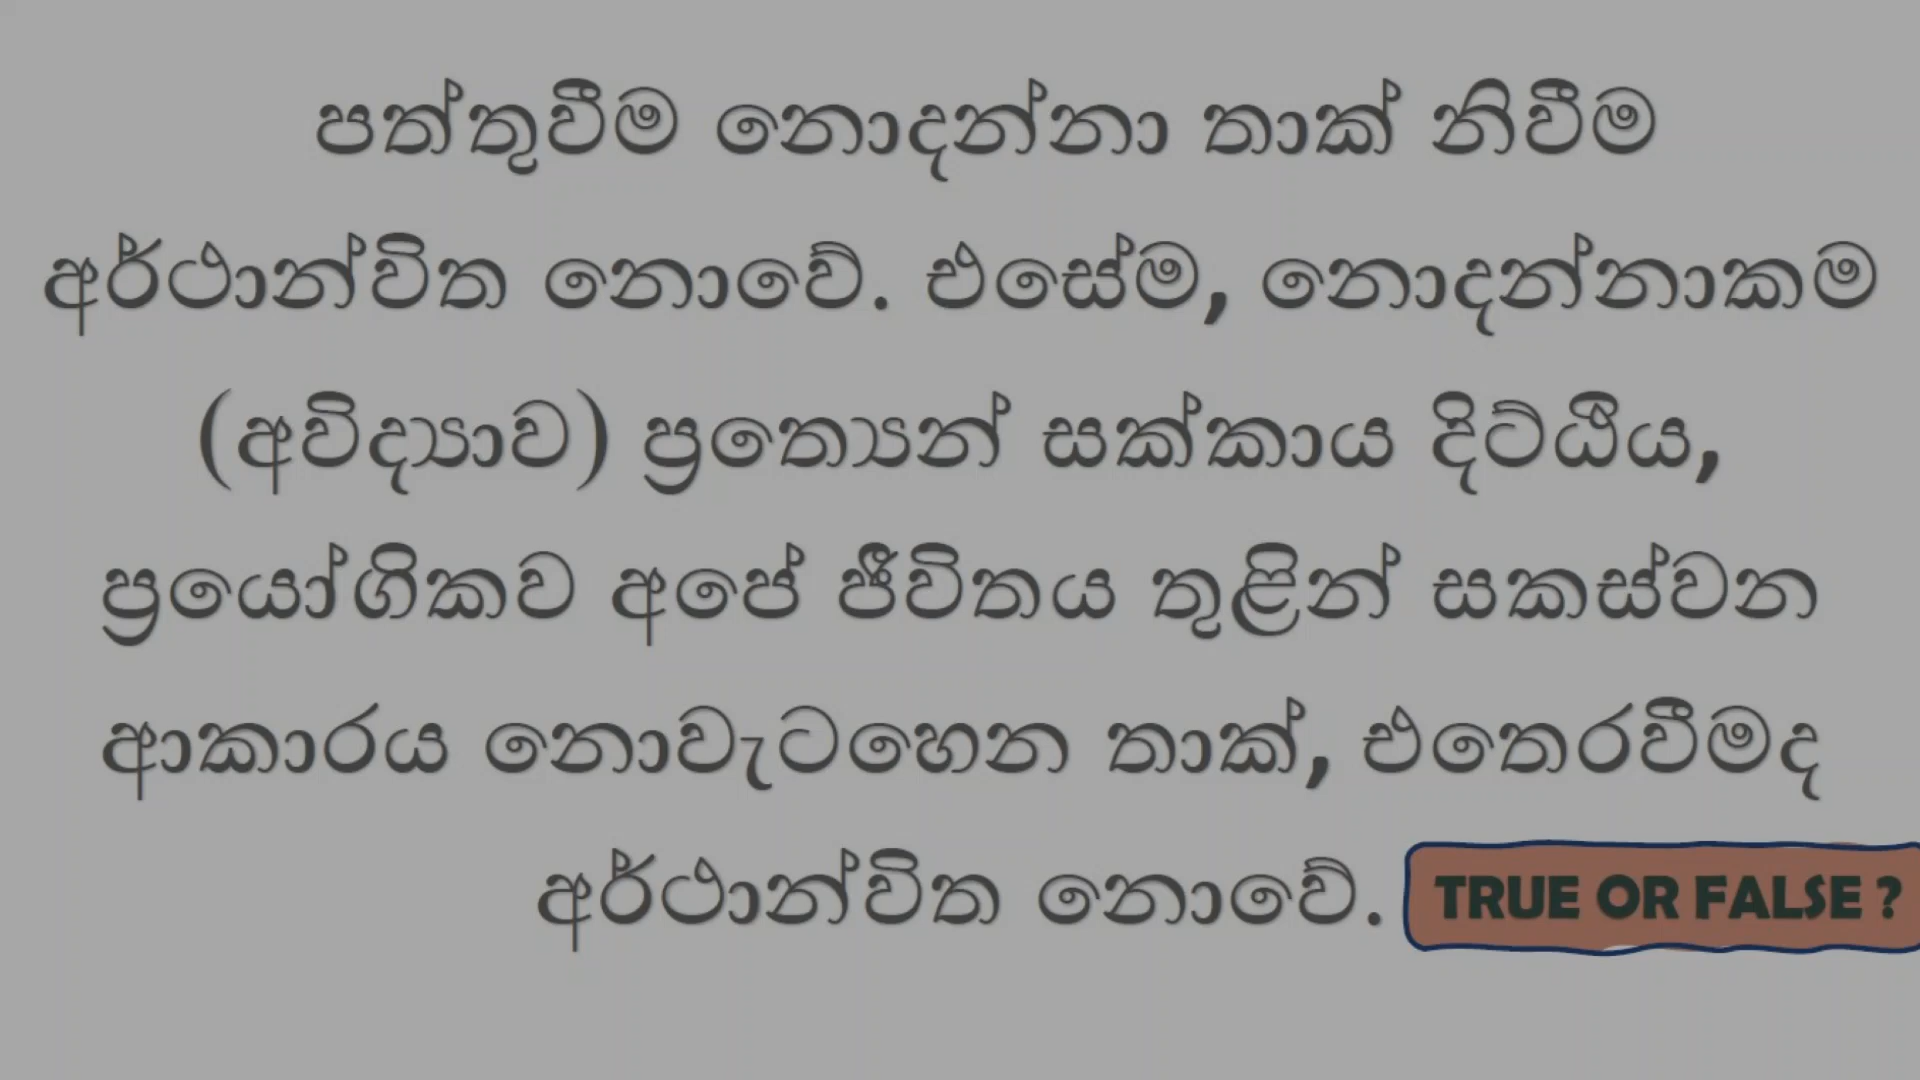 පත්තුවීම නොදන්නා තාක් නිවීම
අර්ථාන්විත නොවේ. එසේම, නොදන්නාකම
(අවිද්‍යාව) ප්‍රත්‍යෙන් සක්කාය දිට්ඨිය,
ප්‍රයෝගිකව අපේ ජීවිතය තුළින් සකස්වන
ආකාරය නොවැටහෙන තාක්, එතෙරවීමද
අර්ථාන්විත නොවේ. TRUE OR FALSE ?